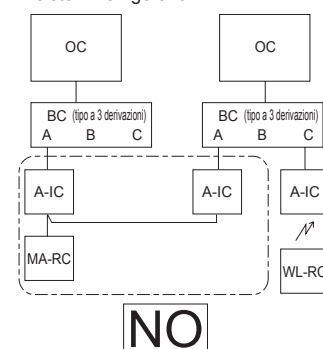 OC OC
BC (tipo a 3 derivazioni) BC (tipo a 3 derivazioni)
A B C A B C
A-IC A-IC A-IC
MA-RC WL-RC
NO